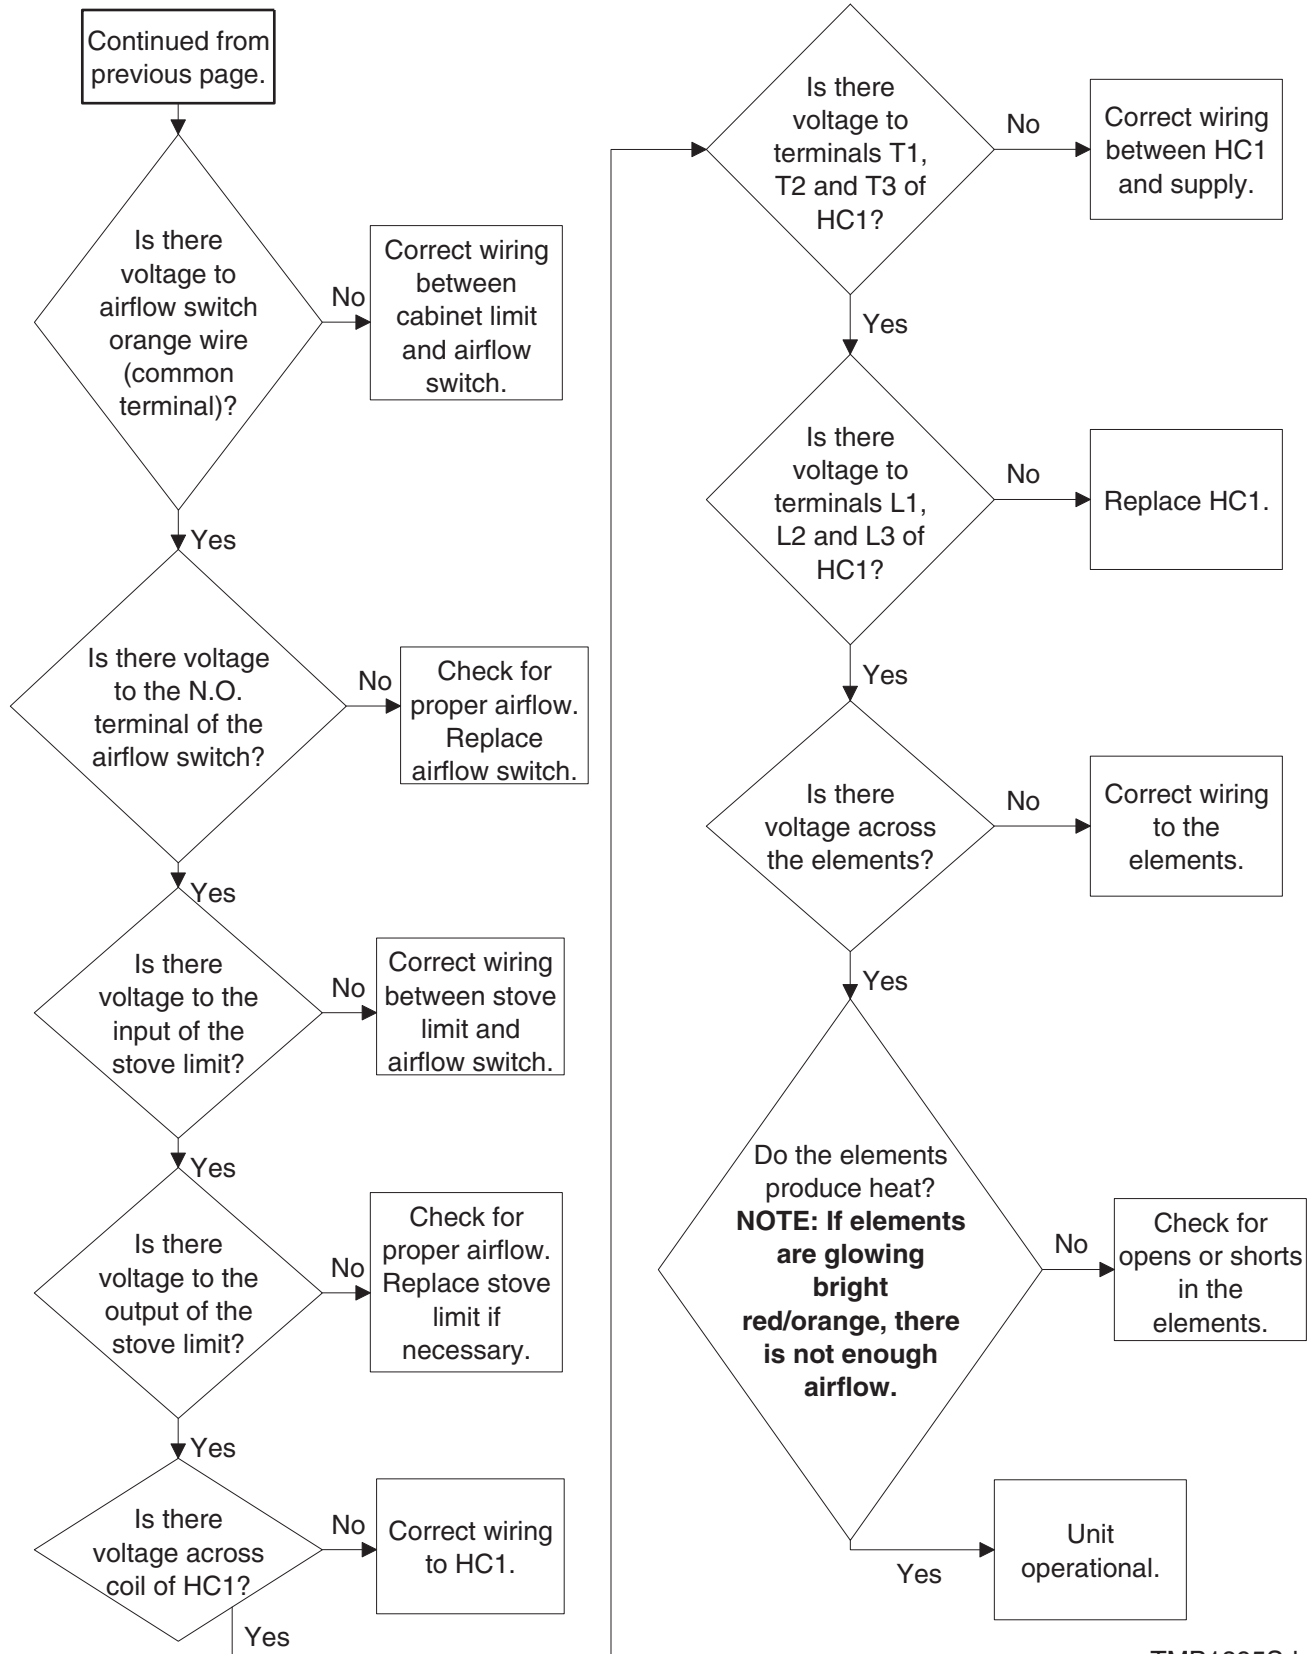 Continued from
previous page.
Is there
voltage to
airflow switch
orange wire
(common
terminal)?
No
Correct wiring
between
cabinet limit
and airflow
switch.
Yes
Is there voltage
to the N.O.
terminal of the
airflow switch?
No
Check for
proper airflow.
Replace
airflow switch.
Yes
Is there
voltage to the
input of the
stove limit?
No
Correct wiring
between stove
limit and
airflow switch.
Yes
Is there
voltage to the
output of the
stove limit?
No
Check for
proper airflow.
Replace stove
limit if
necessary.
Yes
Is there
voltage across
coil of HC1?
No
Correct wiring
to HC1.
Yes
Is there
voltage to
terminals T1,
T2 and T3 of
HC1?
No
Correct wiring
between HC1
and supply.
Yes
Is there
voltage to
terminals L1,
L2 and L3 of
HC1?
No
Replace HC1.
Yes
Is there
voltage across
the elements?
No
Correct wiring
to the
elements.
Yes
Do the elements
produce heat?
NOTE: If elements
are glowing
bright
red/orange, there
is not enough
airflow.
No
Check for
opens or shorts
in the
elements.
Yes
Unit
operational.